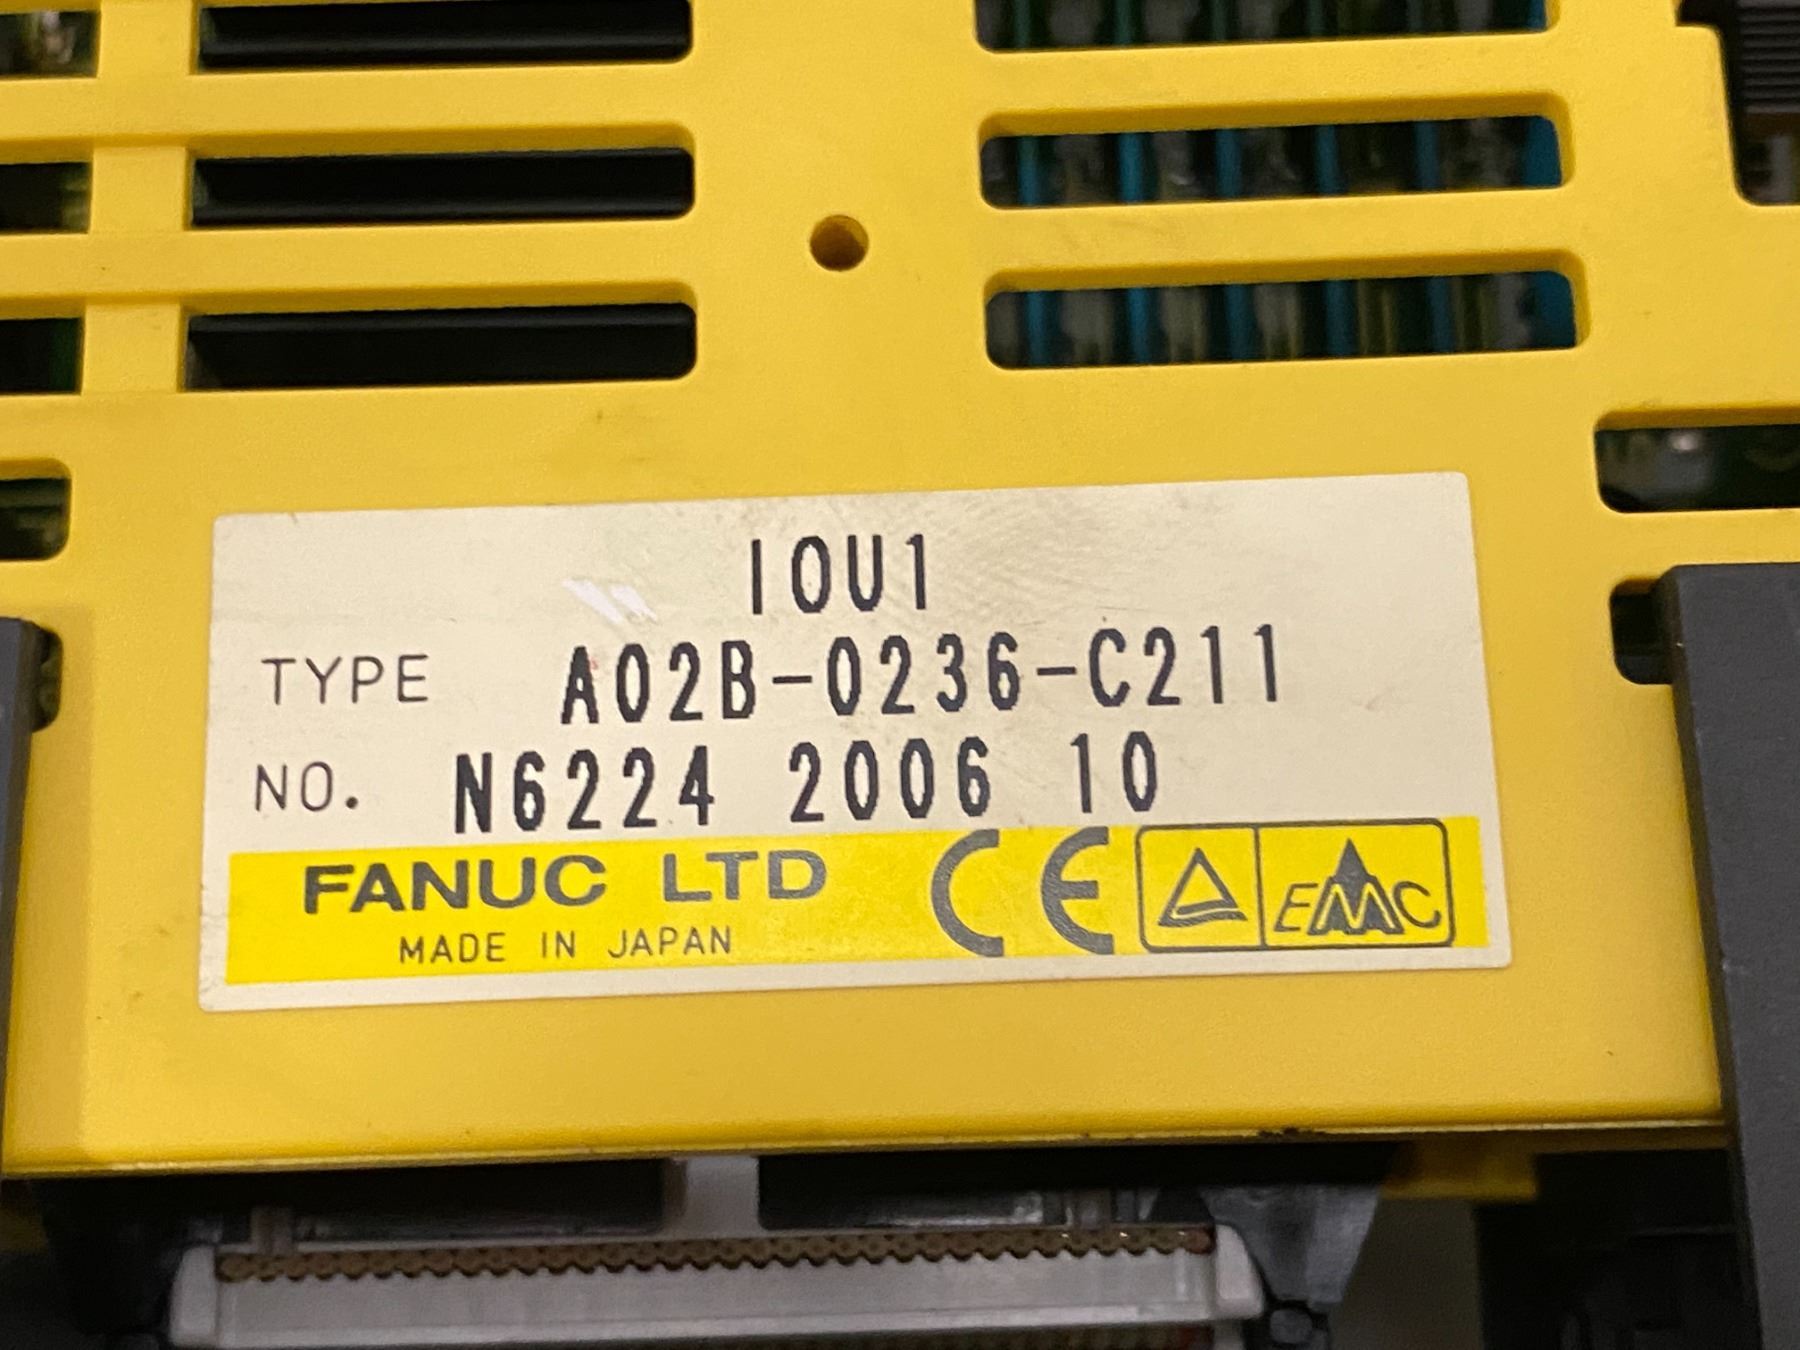 IOU1
TYPE A02B-0236-C211
NO. N6224 2006 10
FANUC LTD CE EMC
MADE IN JAPAN